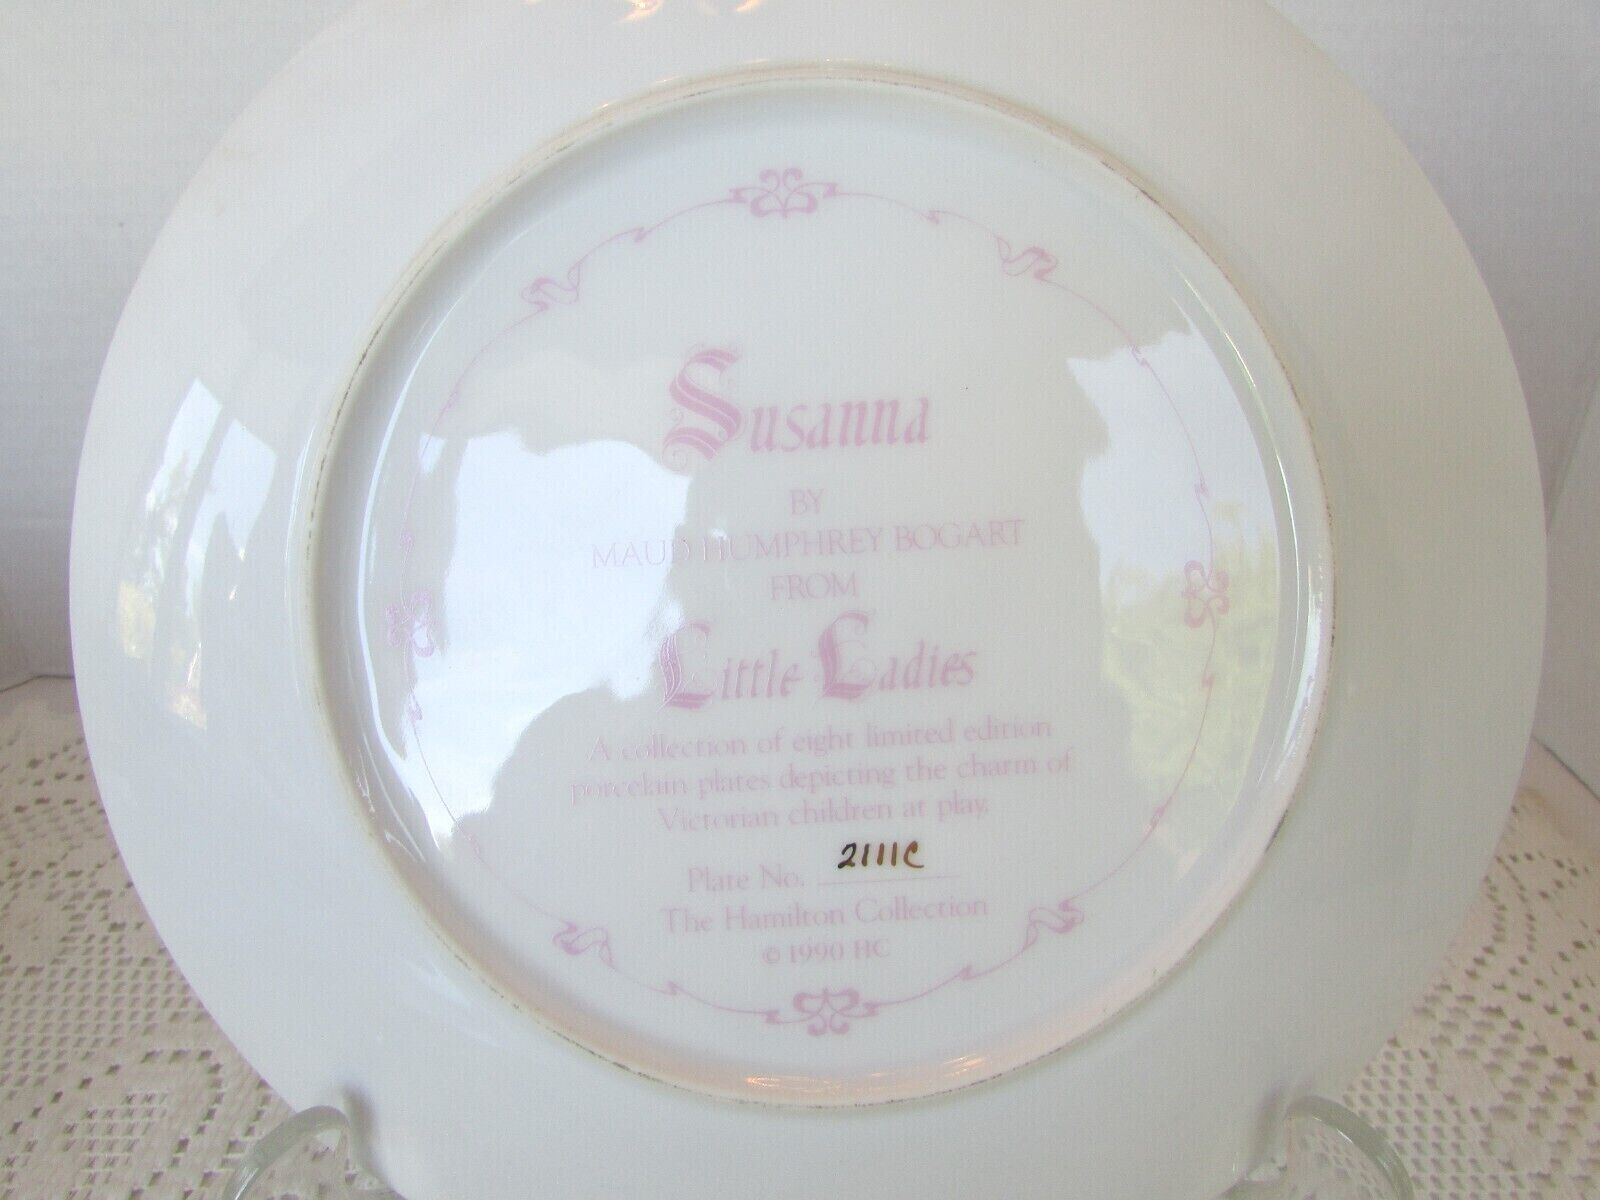 Susanna
BY
MAUD HUMPHREY BOGART
FROM
Little Ladies
A collection of eight limited edition
porcelain plates depicting the charm of
Victorian children at play.
Plate No. 2111C
The Hamilton Collection
© 1990 HC